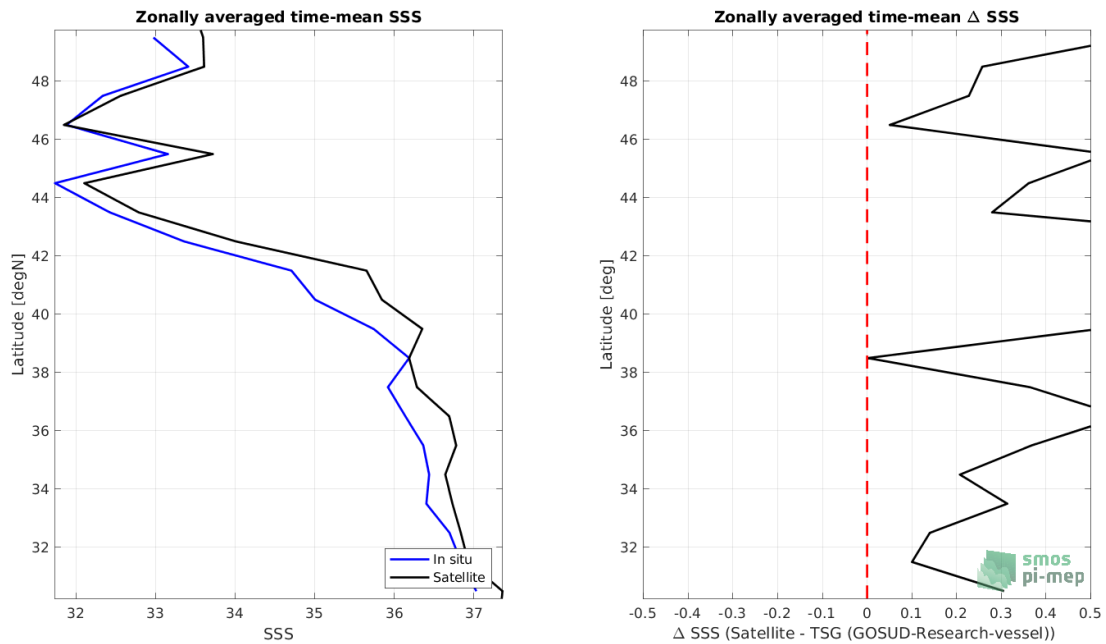 Zonally averaged time-mean SSS
48
46
44
42
40
38
36
34
32
Latitude [degN]
In situ
Satellite
32 33 34 35 36 37
SSS
Zonally averaged time-mean Δ SSS
48
46
44
42
40
38
36
34
32
Latitude [deg]
smos
pi-mep
-0.5 -0.4 -0.3 -0.2 -0.1 0 0.1 0.2 0.3 0.4 0.5
Δ SSS (Satellite - TSG (GOSUD-Research-vessel))